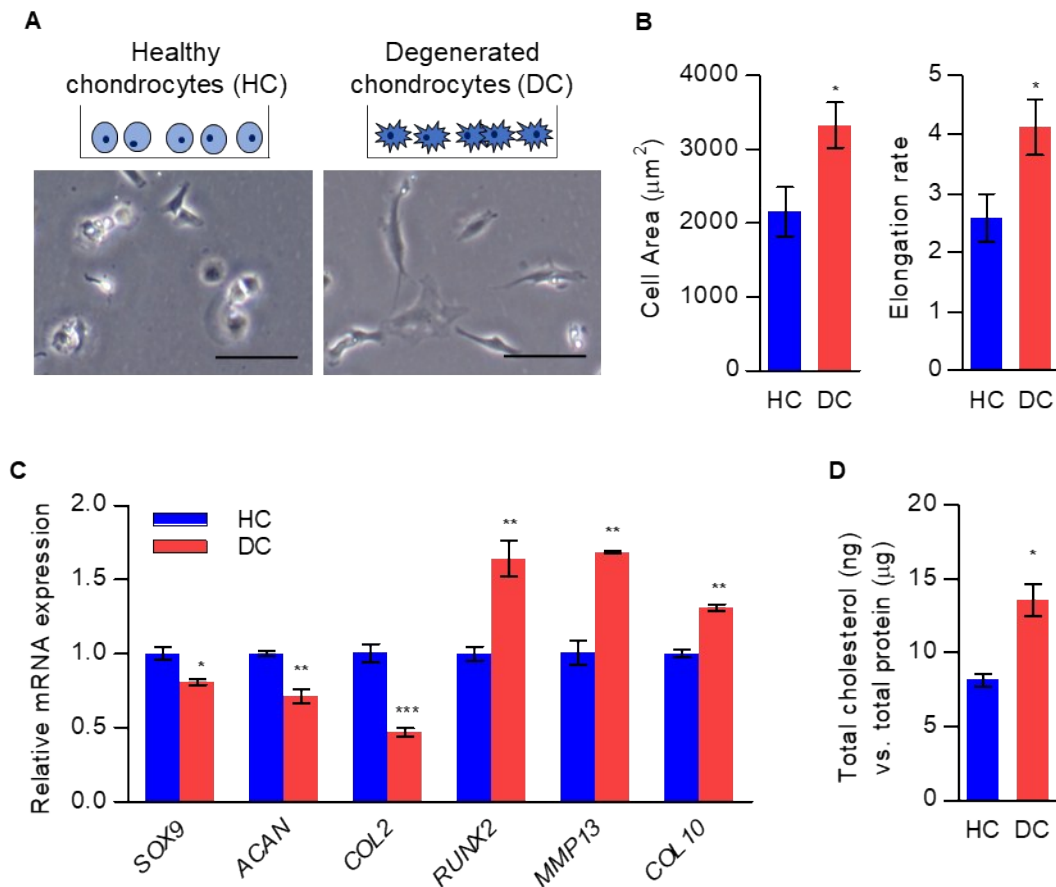 A
Healthy
chondrocytes (HC)
Degenerated
chondrocytes (DC)
B
Cell Area (μm²)
4000
3000
2000
1000
0
*
HC DC
Elongation rate
5
4
3
2
1
0
*
HC DC
C
Relative mRNA expression
2.0
1.5
1.0
0.5
0.0
HC
DC
*
**
***
**
**
**
SOX9
ACAN
COL2
RUNX2
MMP13
COL10
D
Total cholesterol (ng)
vs. total protein (μg)
20
15
10
5
0
*
HC DC